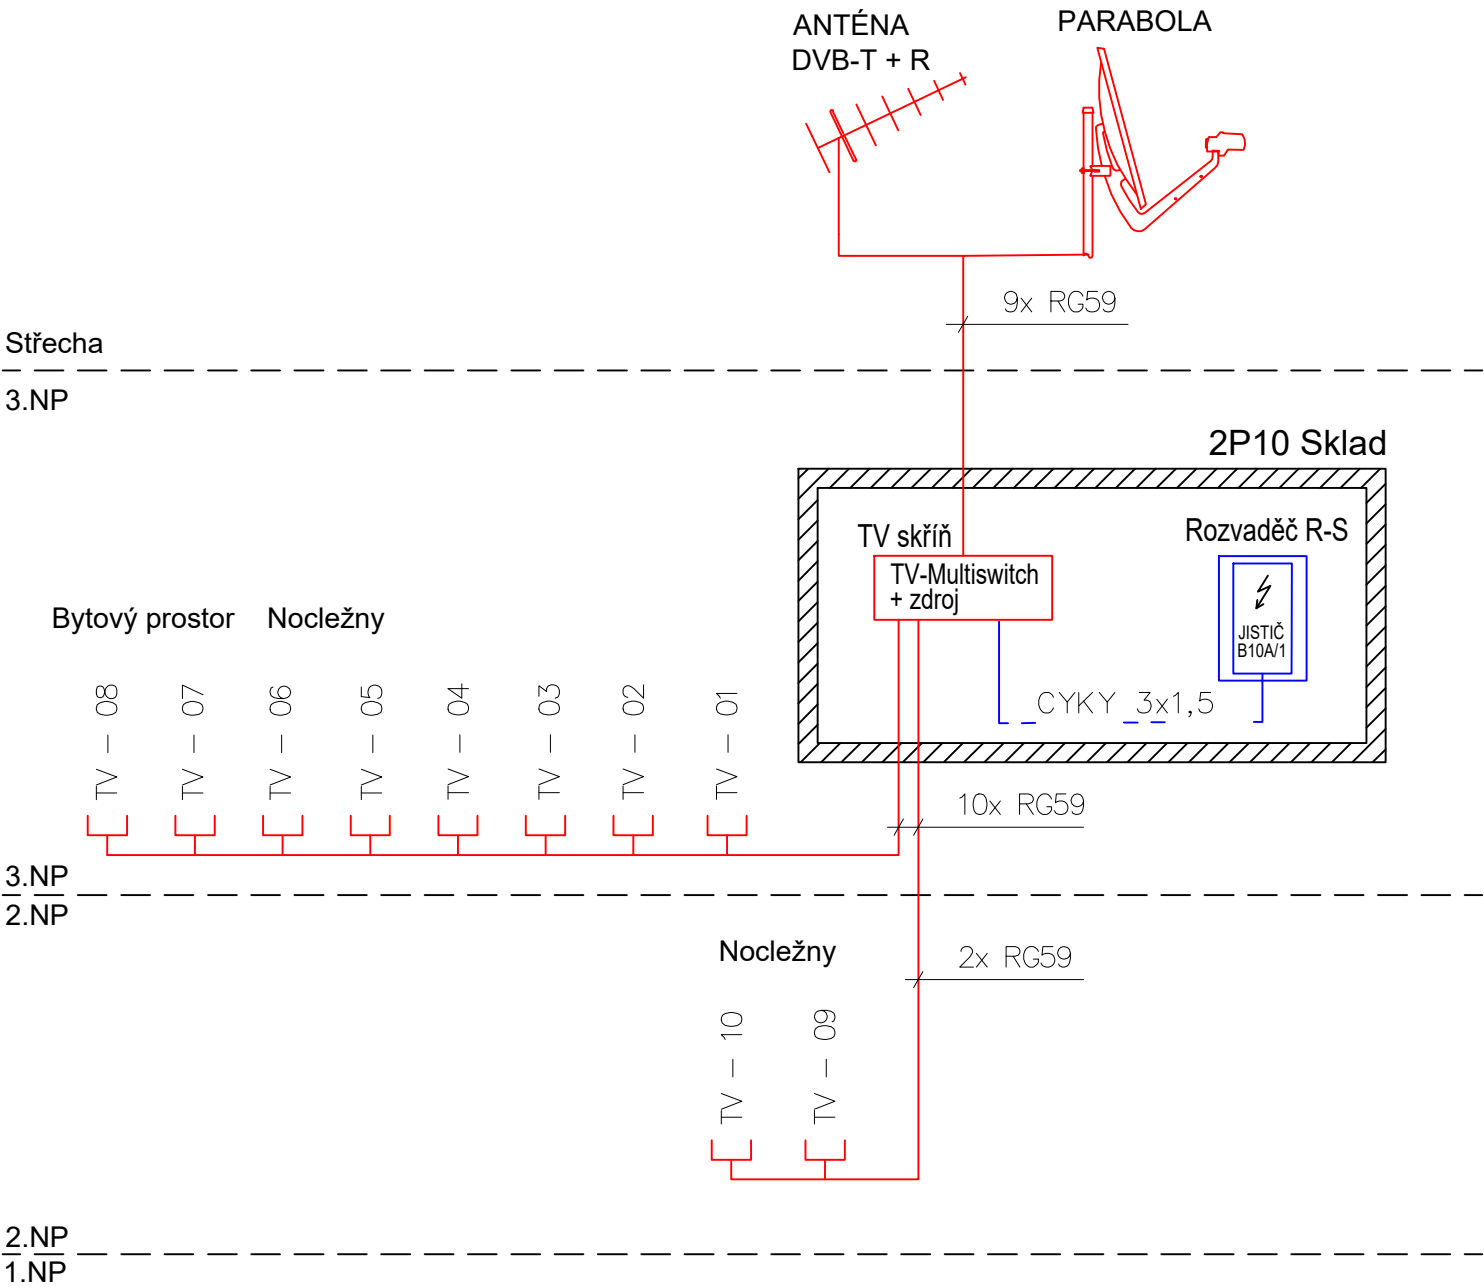 ANTÉNA
DVB-T + R
PARABOLA
9x RG59
Střecha
3.NP
2P10 Sklad
TV skříň
Rozvaděč R-S
TV-Multiswitch
+ zdroj
JISTIČ
B10A/1
CYKY 3x1,5
Bytový prostor
Nocležny
TV - 08
TV - 07
TV - 06
TV - 05
TV - 04
TV - 03
TV - 02
TV - 01
10x RG59
3.NP
2.NP
Nocležny
2x RG59
TV - 10
TV - 09
2.NP
1.NP